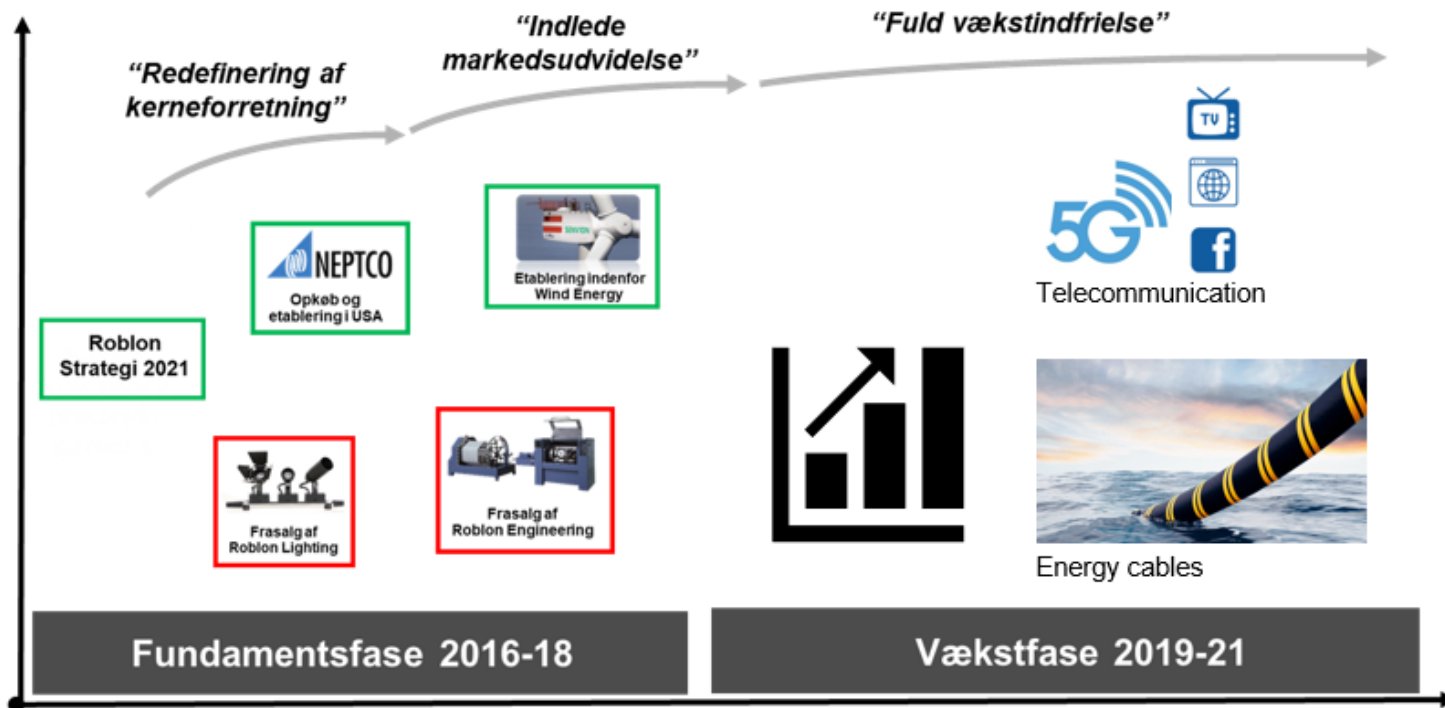 “Redefinering af
kerneforretning”
“Indlede
markedsudvidelse”
“Fuld vækstindfrielse”
Roblon
Strategi 2021
NEPTCO
Opkøb og
etablering i USA
Etablering indenfor
Wind Energy
Frasalg af
Roblon Lighting
Frasalg af
Roblon Engineering
TV
5G
f
Telecommunication
Energy cables
Fundamentsfase 2016-18
Vækstfase 2019-21